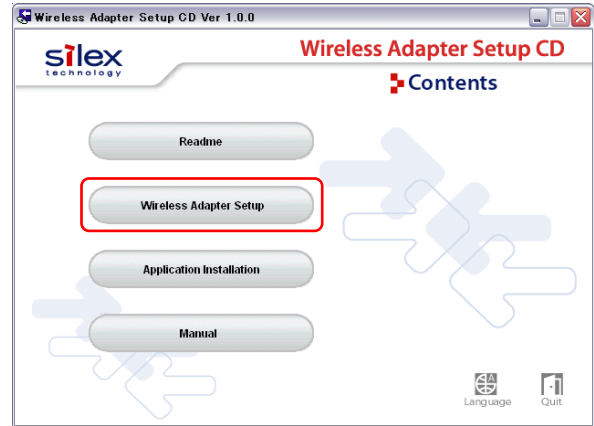 Wireless Adapter Setup CD Ver 1.0.0
silex
technology
Wireless Adapter Setup CD
Contents
Readme
Wireless Adapter Setup
Application Installation
Manual
A
Language
Quit